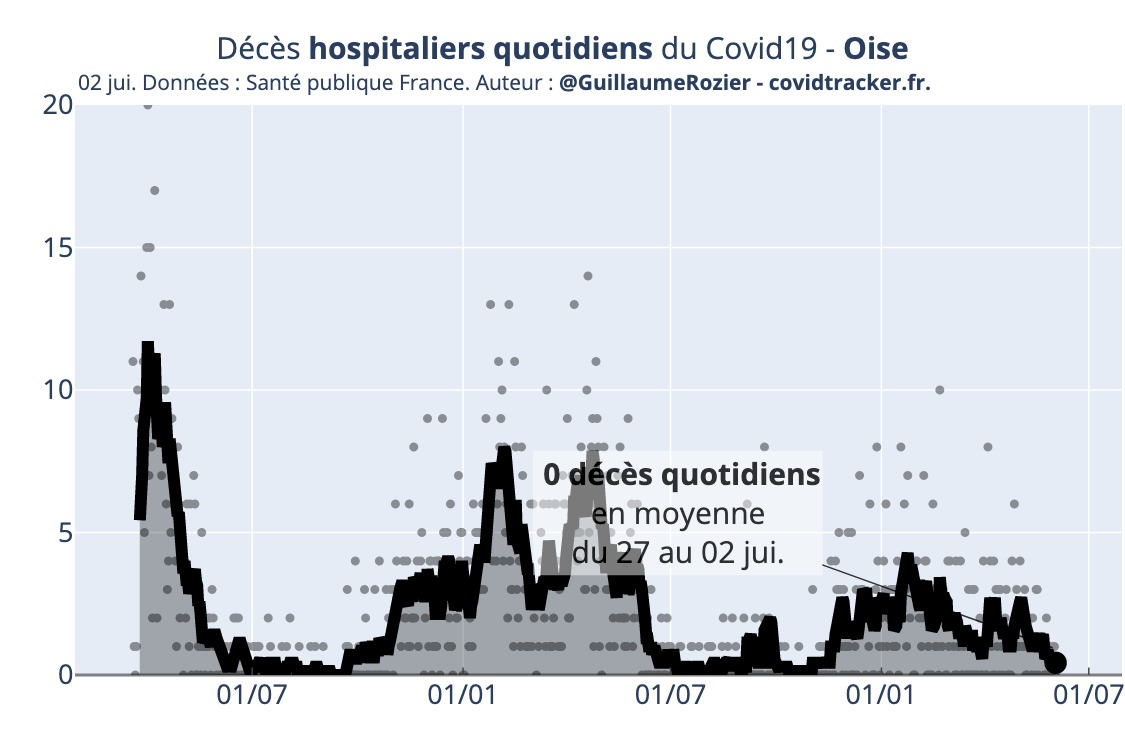 Décès hospitaliers quotidiens du Covid19 - Oise
02 jui. Données : Santé publique France. Auteur : @GuillaumeRozier - covidtracker.fr.
20
15
10
5
0
0 décès quotidiens
en moyenne
du 27 au 02 jui.
01/07 01/01 01/07 01/01 01/07